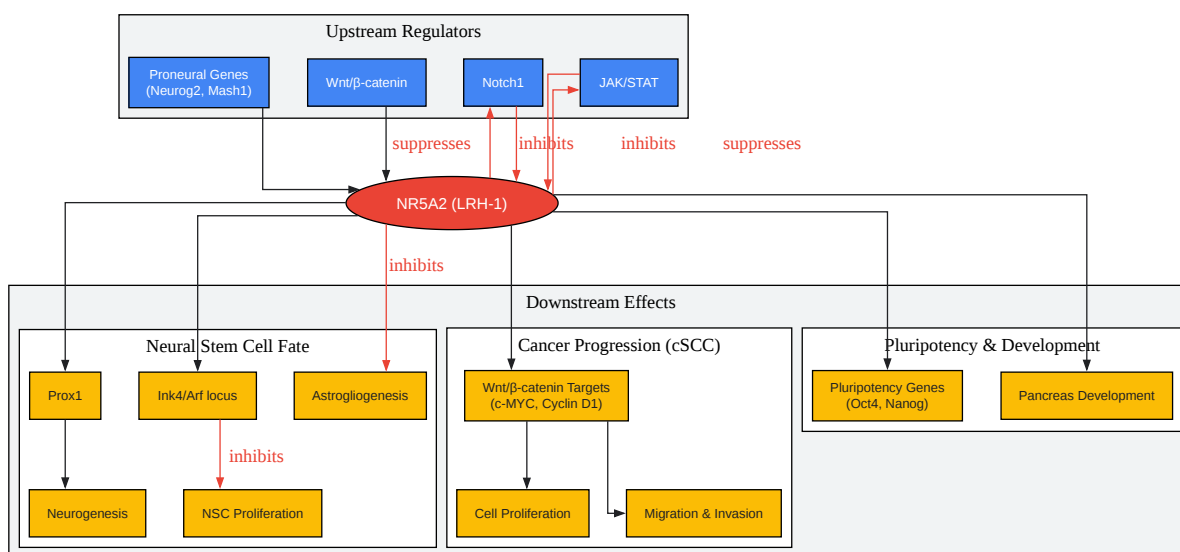 Upstream Regulators
Proneural Genes
(Neurog2, Mash1)
Wnt/β-catenin
Notch1
JAK/STAT
suppresses
inhibits
inhibits
suppresses
NR5A2 (LRH-1)
inhibits
Downstream Effects
Neural Stem Cell Fate
Cancer Progression (cSCC)
Pluripotency & Development
Prox1
Ink4/Arf locus
Astrogliogenesis
Wnt/β-catenin Targets
(c-MYC, Cyclin D1)
Pluripotency Genes
(Oct4, Nanog)
Pancreas Development
inhibits
Neurogenesis
NSC Proliferation
Cell Proliferation
Migration & Invasion